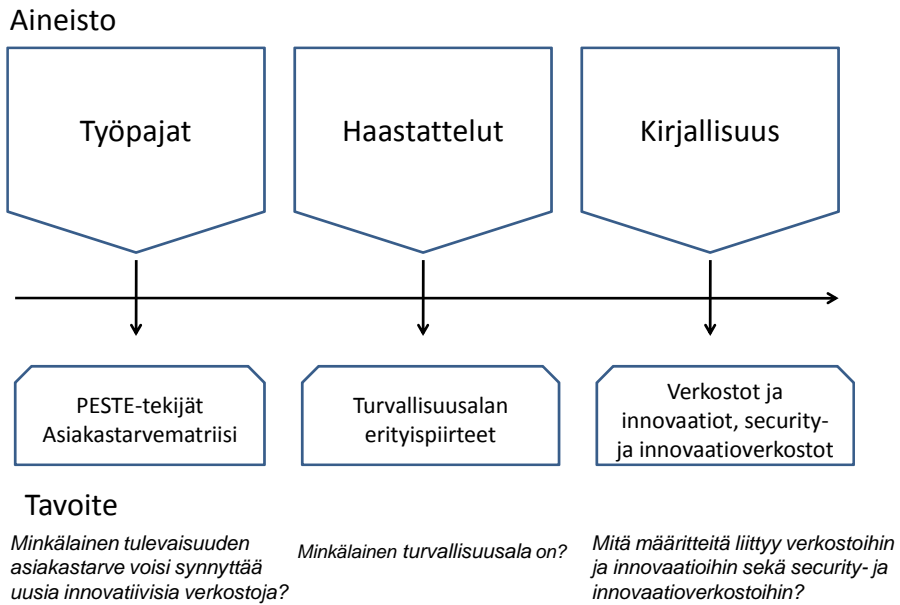 Aineisto
Työpajat
Haastattelut
Kirjallisuus
PESTE-tekijät
Asiakastarvematriisi
Turvallisuusalan
erityispiirteet
Verkostot ja
innovaatiot, security-
ja innovaatioverkostot
Tavoite
Minkälainen tulevaisuuden
asiakastarve voisi synnyttää
uusia innovatiivisia verkostoja?
Minkälainen turvallisuusala on?
Mitä määritteitä liittyy verkostoihin
ja innovaatioihin sekä security- ja
innovaatioverkostoihin?